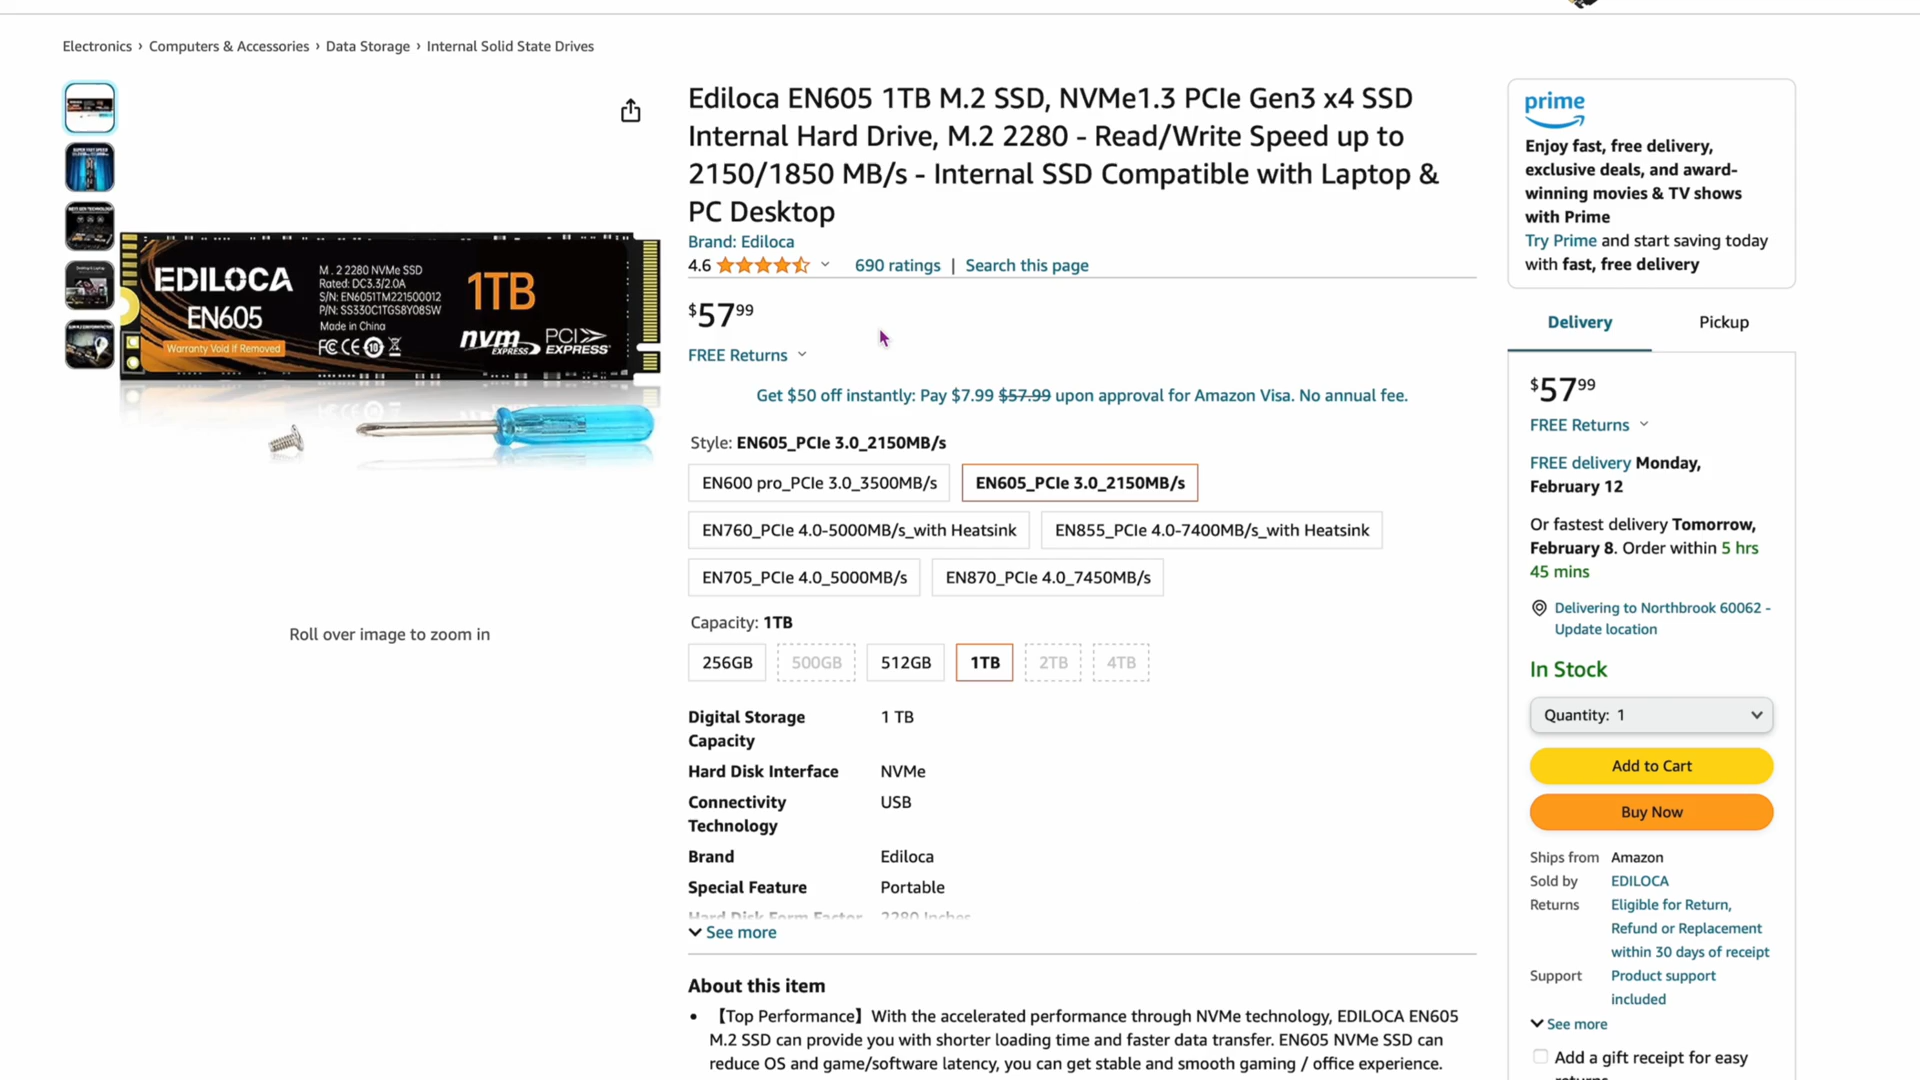 Electronics › Computers & Accessories › Data Storage › Internal Solid State Drives
EDILOCA
EN605
Warranty Void If Removed
M.2 2280 NVMe SSD
Rated: DC3.3/2.0A
S/N: EN6051TM221500012
P/N: SS330C1TGS8Y08SW
Made in China
FC CE 10
1TB
nvm EXPRESS
PCI EXPRESS
Roll over image to zoom in
Ediloca EN605 1TB M.2 SSD, NVMe1.3 PCIe Gen3 x4 SSD
Internal Hard Drive, M.2 2280 - Read/Write Speed up to
2150/1850 MB/s - Internal SSD Compatible with Laptop &
PC Desktop
Brand: Ediloca
4.6 690 ratings | Search this page
$57 99
FREE Returns
Get $50 off instantly: Pay $7.99 $57.99 upon approval for Amazon Visa. No annual fee.
Style: EN605_PCIe 3.0_2150MB/s
EN600 pro_PCIe 3.0_3500MB/s EN605_PCIe 3.0_2150MB/s
EN760_PCIe 4.0-5000MB/s_with Heatsink EN855_PCIe 4.0-7400MB/s_with Heatsink
EN705_PCIe 4.0_5000MB/s EN870_PCIe 4.0_7450MB/s
Capacity: 1TB
256GB 500GB 512GB 1TB 2TB 4TB
Digital Storage 1 TB
Capacity
Hard Disk Interface NVMe
Connectivity USB
Technology
Brand Ediloca
Special Feature Portable
Hard Disk Form Factor 2280 Inches
See more
About this item
• 【Top Performance】With the accelerated performance through NVMe technology, EDILOCA EN605
M.2 SSD can provide you with shorter loading time and faster data transfer. EN605 NVMe SSD can
reduce OS and game/software latency, you can get stable and smooth gaming / office experience.
prime
Enjoy fast, free delivery,
exclusive deals, and award-
winning movies & TV shows
with Prime
Try Prime and start saving today
with fast, free delivery
Delivery Pickup
$57 99
FREE Returns
FREE delivery Monday,
February 12
Or fastest delivery Tomorrow,
February 8. Order within 5 hrs
45 mins
Delivering to Northbrook 60062 -
Update location
In Stock
Quantity: 1
Add to Cart
Buy Now
Ships from Amazon
Sold by EDILOCA
Returns Eligible for Return,
Refund or Replacement
within 30 days of receipt
Support Product support
included
See more
Add a gift receipt for easy
returns